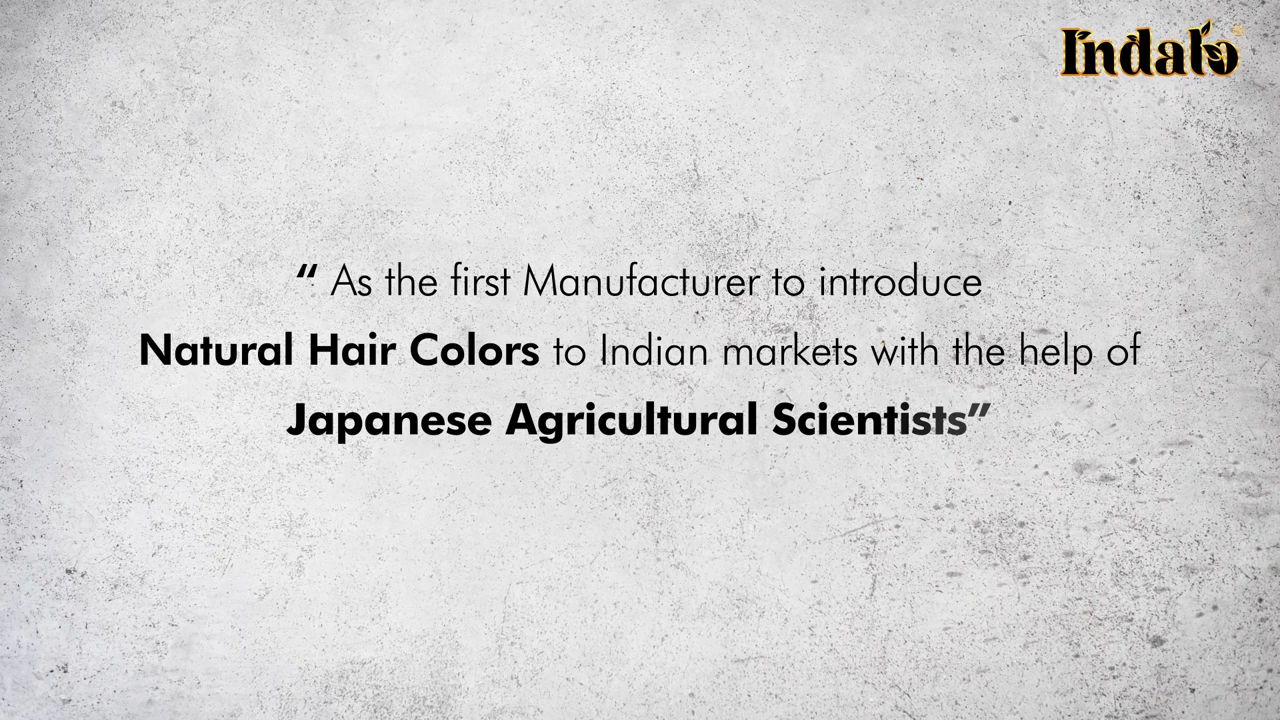 Indalo
“ As the first Manufacturer to introduce
Natural Hair Colors to Indian markets with the help of
Japanese Agricultural Scientists”